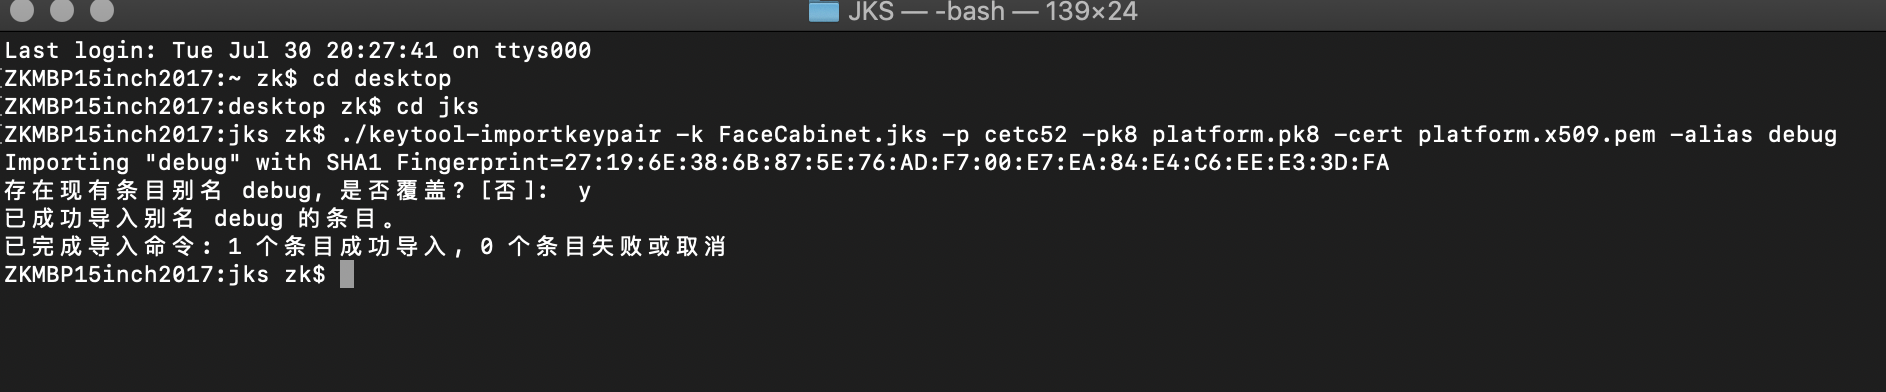 JKS — -bash — 139×24
Last login: Tue Jul 30 20:27:41 on ttys000
ZKMBP15inch2017:~ zk$ cd desktop
ZKMBP15inch2017:desktop zk$ cd jks
ZKMBP15inch2017:jks zk$ ./keytool-importkeypair -k FaceCabinet.jks -p cetc52 -pk8 platform.pk8 -cert platform.x509.pem -alias debug
Importing "debug" with SHA1 Fingerprint=27:19:6E:38:6B:87:5E:76:AD:F7:00:E7:EA:84:E4:C6:EE:E3:3D:FA
存在现有条目别名 debug, 是否覆盖? [否]:  y
已成功导入别名 debug 的条目。
已完成导入命令: 1 个条目成功导入, 0 个条目失败或取消
ZKMBP15inch2017:jks zk$